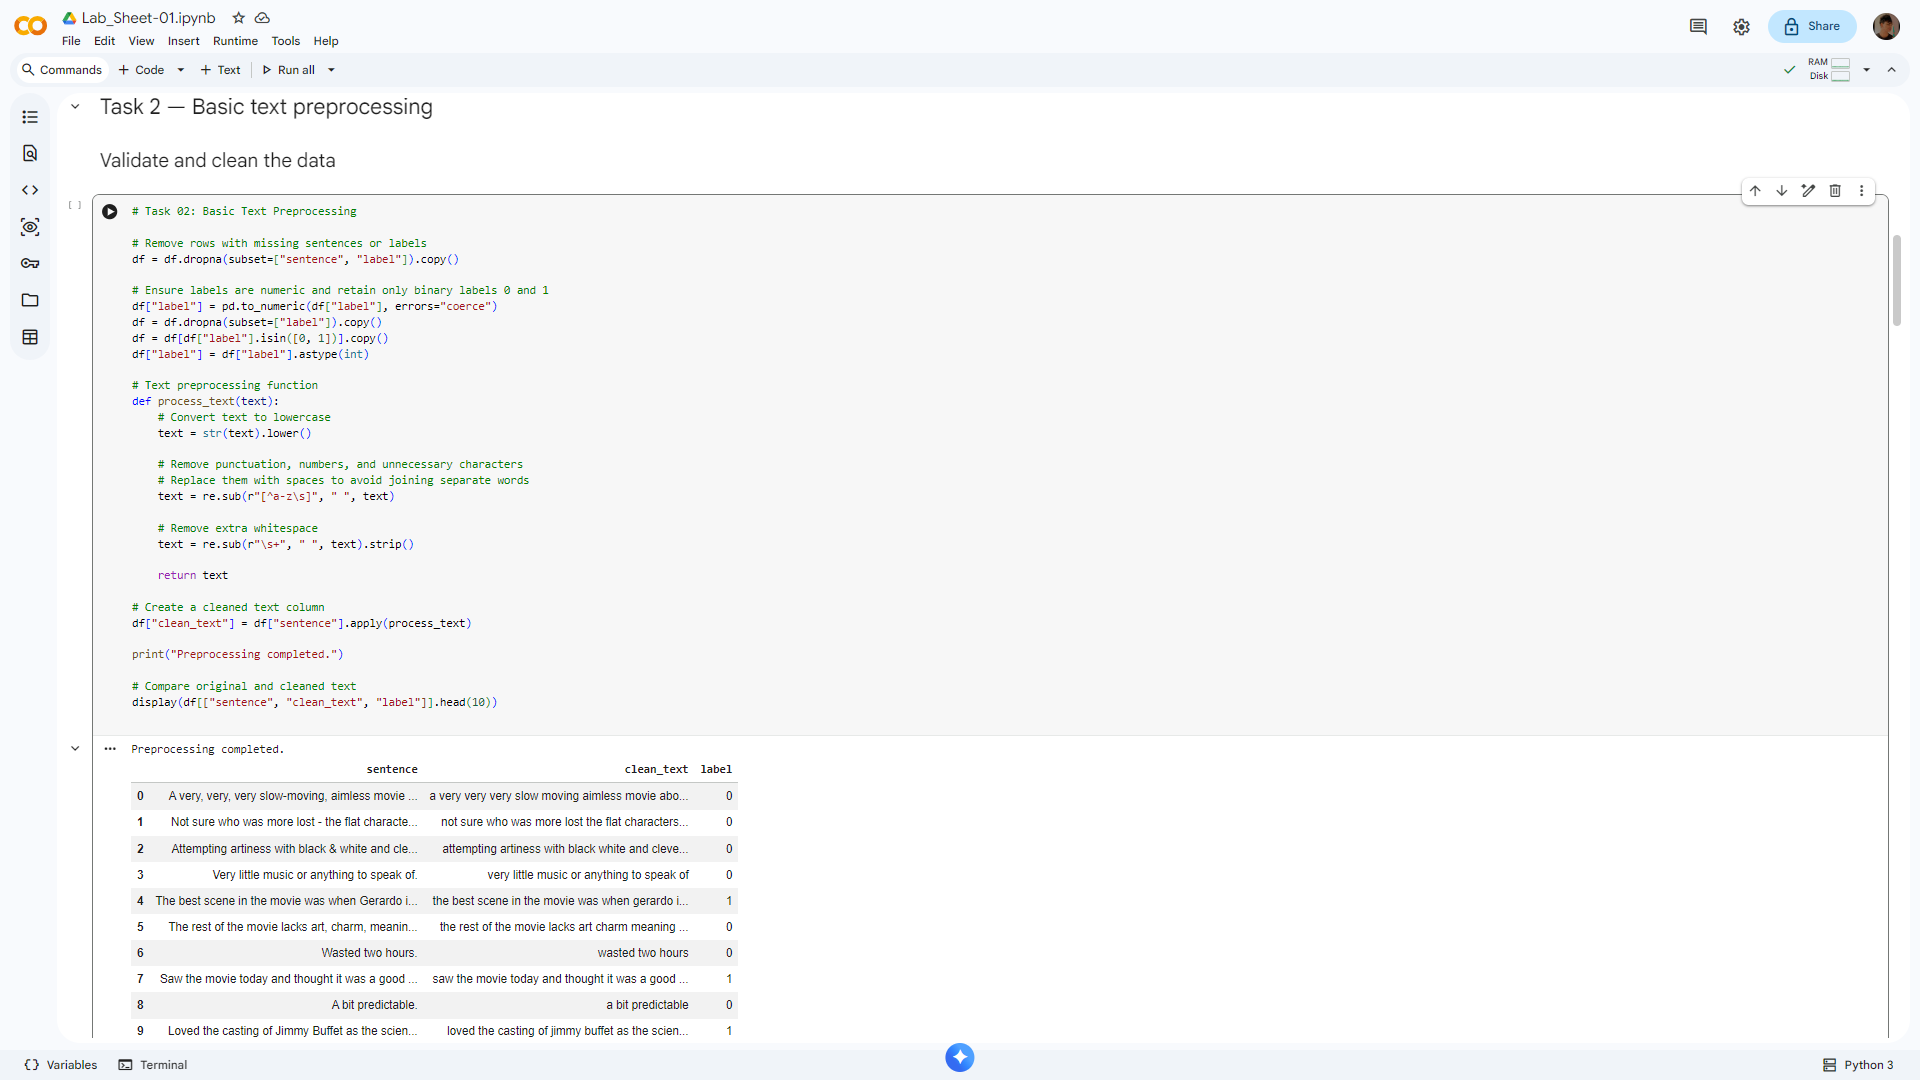 Lab_Sheet-01.ipynb
File Edit View Insert Runtime Tools Help
Share
Commands + Code + Text Run all
RAM
Disk
Task 2 — Basic text preprocessing
Validate and clean the data
[ ]
# Task 02: Basic Text Preprocessing
# Remove rows with missing sentences or labels
df = df.dropna(subset=["sentence", "label"]).copy()
# Ensure labels are numeric and retain only binary labels 0 and 1
df["label"] = pd.to_numeric(df["label"], errors="coerce")
df = df.dropna(subset=["label"]).copy()
df = df[df["label"].isin([0, 1])].copy()
df["label"] = df["label"].astype(int)
# Text preprocessing function
def process_text(text):
    # Convert text to lowercase
    text = str(text).lower()
    # Remove punctuation, numbers, and unnecessary characters
    # Replace them with spaces to avoid joining separate words
    text = re.sub(r"[^a-z\s]", " ", text)
    # Remove extra whitespace
    text = re.sub(r"\s+", " ", text).strip()
    return text
# Create a cleaned text column
df["clean_text"] = df["sentence"].apply(process_text)
print("Preprocessing completed.")
# Compare original and cleaned text
display(df[["sentence", "clean_text", "label"]].head(10))
Preprocessing completed.
sentence clean_text label
0 A very, very, very slow-moving, aimless movie ... a very very very slow moving aimless movie abo... 0
1 Not sure who was more lost - the flat characte... not sure who was more lost the flat characters... 0
2 Attempting artiness with black & white and cle... attempting artiness with black white and cleve... 0
3 Very little music or anything to speak of. very little music or anything to speak of 0
4 The best scene in the movie was when Gerardo i... the best scene in the movie was when gerardo i... 1
5 The rest of the movie lacks art, charm, meanin... the rest of the movie lacks art charm meaning ... 0
6 Wasted two hours. wasted two hours 0
7 Saw the movie today and thought it was a good ... saw the movie today and thought it was a good ... 1
8 A bit predictable. a bit predictable 0
9 Loved the casting of Jimmy Buffet as the scien... loved the casting of jimmy buffet as the scien... 1
Variables Terminal
Python 3